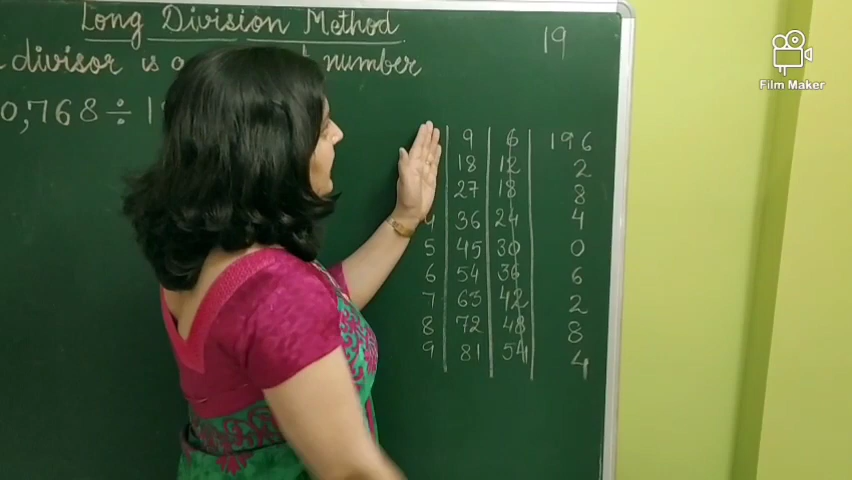 Long Division Method
divisor is number
0,768 ÷ 1
19
9 6 196
18 12 2
27 18 8
4 36 24 4
5 45 30 0
6 54 36 6
7 63 42 2
8 72 48 8
9 81 54 4
Film Maker